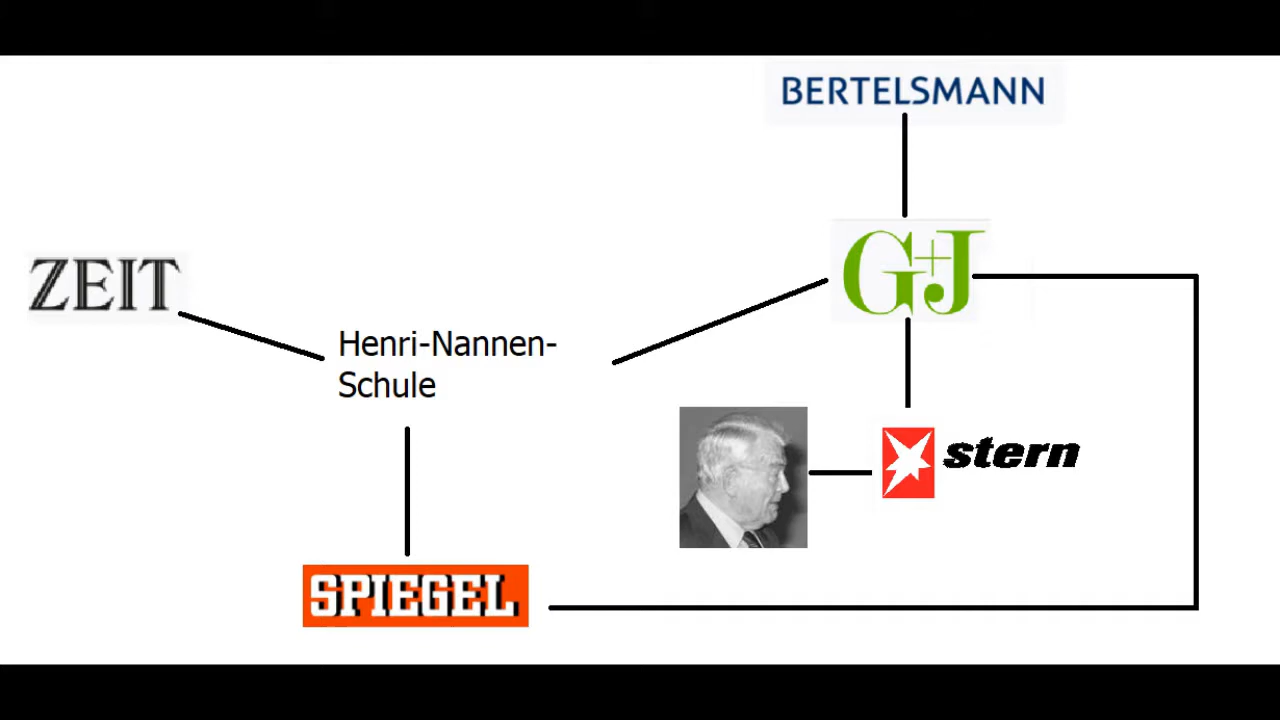 BERTELSMANN
G+J
ZEIT
Henri-Nannen-
Schule
stern
SPIEGEL